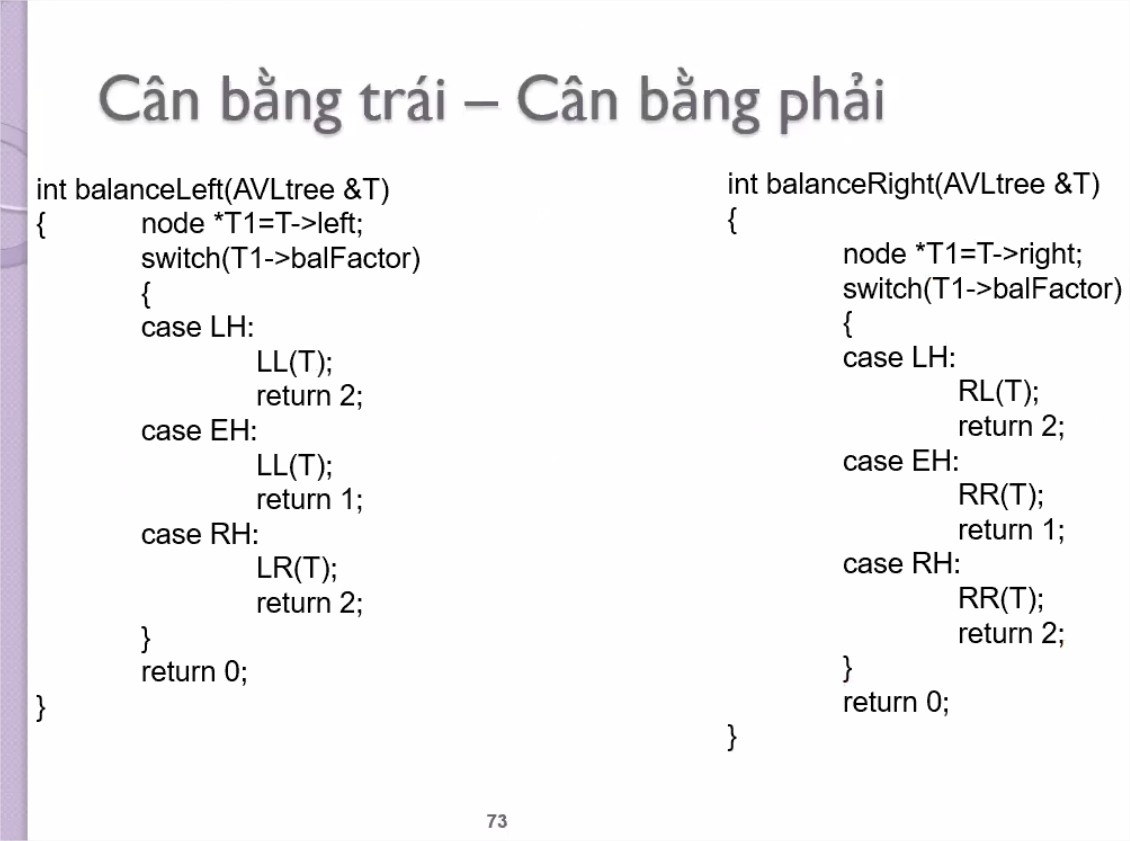 Cân bằng trái – Cân bằng phải
int balanceLeft(AVLtree &T)
{ node *T1=T->left;
switch(T1->balFactor)
{
case LH:
LL(T);
return 2;
case EH:
LL(T);
return 1;
case RH:
LR(T);
return 2;
}
return 0;
}
int balanceRight(AVLtree &T)
{
node *T1=T->right;
switch(T1->balFactor)
{
case LH:
RL(T);
return 2;
case EH:
RR(T);
return 1;
case RH:
RR(T);
return 2;
}
return 0;
}
73